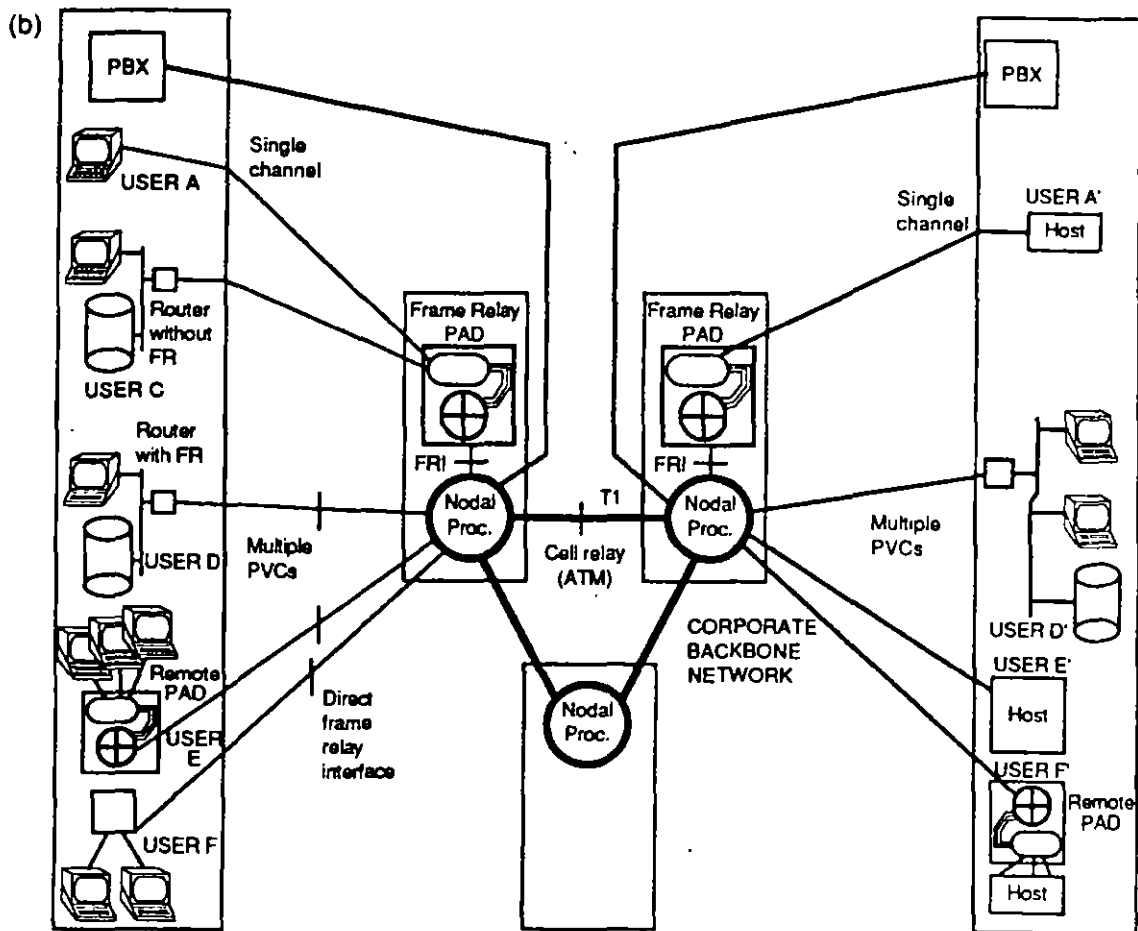 (b)
PBX
USER A
Single
channel
Router
without
FR
USER C
Router
with FR
USER D
Multiple
PVCs
Remote
PAD
USER
E
Direct
frame
relay
interface
USER F
Frame Relay
PAD
FRI
Nodal
Proc.
T1
Cell relay
(ATM)
Frame Relay
PAD
FRI
Nodal
Proc.
Nodal
Proc.
CORPORATE
BACKBONE
NETWORK
PBX
Single
channel
USER A'
Host
Multiple
PVCs
USER D'
USER E'
Host
USER F'
Remote
PAD
Host